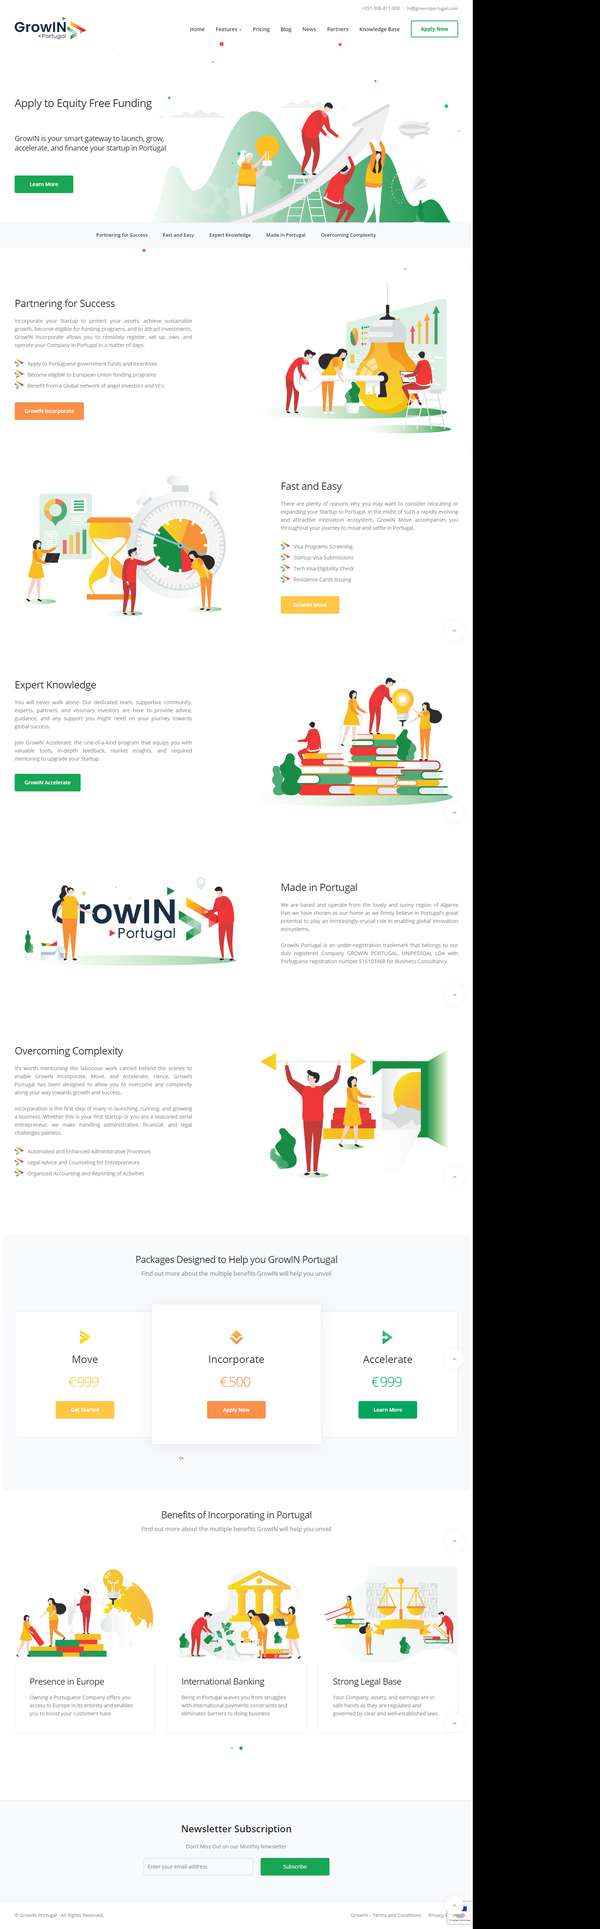 GrowIN
Portugal
Home Features Pricing Blog News Partners Knowledge Base Apply Now
Apply to Equity Free Funding
GrowIN is your smart gateway to launch, grow,
accelerate, and finance your startup in Portugal
Learn More
Partnering for Success Fast and Easy Expert Knowledge Made in Portugal Overcoming Complexity
Partnering for Success
Incorporate your Startup to protect your assets, achieve sustainable
growth, become eligible for funding programs, and to attract investments.
GrowIN Incorporate allows you to remotely register, set up, own, and
operate your Company in Portugal in a matter of days.
Apply to Portuguese government funds and incentives
Become eligible to European Union funding programs
Benefit from a Global network of angel investors and VCs
GrowIN Incorporate
Fast and Easy
There are plenty of reasons why you may want to consider relocating or
expanding your Startup to Portugal. In the midst of such a rapidly evolving
and attractive innovation ecosystem, GrowIN Move accompanies you
throughout your journey to move and settle in Portugal.
Visa Programs Screening
Startup Visa Submissions
Tech Visa Eligibility Check
Residence Cards Issuing
GrowIN Move
Expert Knowledge
You will never walk alone. Our dedicated team, supportive community,
experts, partners, and visionary investors are here to provide advice,
guidance, and any support you might need on your journey towards
global success.
Join GrowIN Accelerate, the one-of-a-kind program that equips you with
valuable tools, in-depth feedback, market insights, and required
mentoring to upgrade your Startup.
GrowIN Accelerate
GrowIN
Portugal
Made in Portugal
We are based and operate from the lovely and sunny region of Algarve
that we have chosen as our home as we firmly believe in Portugal's great
potential to play an increasingly crucial role in enabling global innovation
ecosystems.
GrowIN Portugal is an under-registration trademark that belongs to our
duly registered Company GROWIN PORTUGAL, UNIPESSOAL LDA with
Portuguese registration number 515101468 for Business Consultancy.
Overcoming Complexity
It's worth mentioning the laborious work carried behind the scenes to
enable GrowIN Incorporate, Move, and Accelerate. Hence, GrowIN
Portugal has been designed to allow you to overcome any complexity
along your way towards growth and success.
Incorporation is the first step of many in launching, running, and growing
a business. Whether this is your first startup or you are a seasoned serial
entrepreneur, we make handling administrative, financial, and legal
challenges painless.
Automated and Enhanced Administrative Processes
Legal Advice and Counseling for Entrepreneurs
Organized Accounting and Reporting of Activities
Packages Designed to Help you GrowIN Portugal
Find out more about the multiple benefits GrowIN will help you unveil
Move Incorporate Accelerate
€999 €500 €999
Get Started Apply Now Learn More
Benefits of Incorporating in Portugal
Find out more about the multiple benefits GrowIN will help you unveil
Presence in Europe
Owning a Portuguese Company offers you
access to Europe in its entirety and enables
you to boost your customers base
International Banking
Being in Portugal waives you from struggles
with international payments constraints and
eliminates barriers to doing business
Strong Legal Base
Your Company, assets, and earnings are in
safe hands as they are regulated and
governed by clear and well-established laws
Newsletter Subscription
Don't Miss Out on our Monthly Newsletter
Enter your email address Subscribe
© GrowIN Portugal - All Rights Reserved. GrowIN – Terms and Conditions Privacy